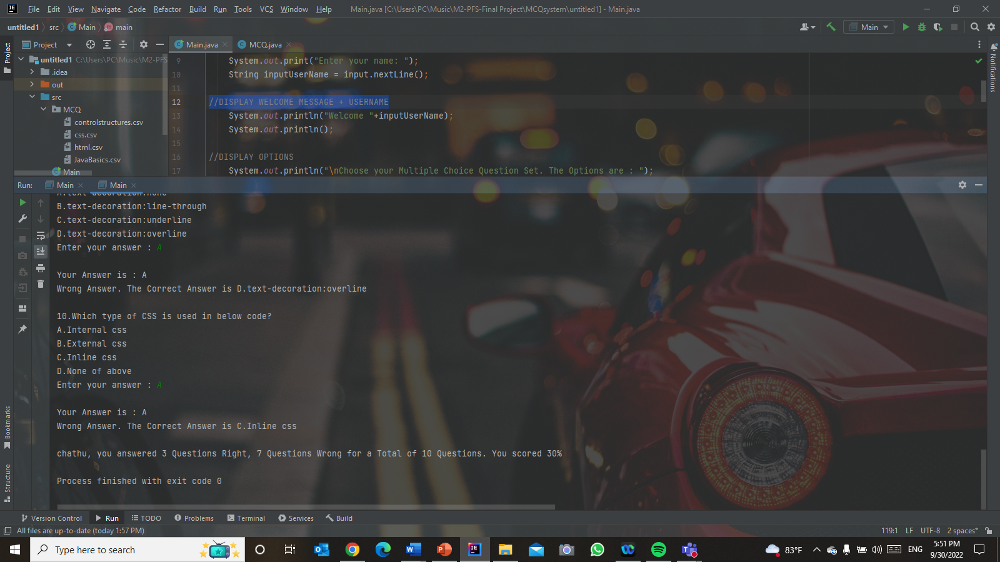 File Edit View Navigate Code Refactor Build Run Tools VCS Window Help Main.java [C:\Users\PC\Music\M2-PFS-Final Project\MCQsystem\untitled1] - Main.java
untitled1 src Main main Main
Project Main.java MCQ.java
untitled1 C:\Users\PC\Music\M2-PFS
.idea
out
src
MCQ
controlstructures.csv
css.csv
html.csv
JavaBasics.csv
Main
9 System.out.print("Enter your name: ");
10 String inputUserName = input.nextLine();
11
12 //DISPLAY WELCOME MESSAGE + USERNAME
13 System.out.println("Welcome "+inputUserName);
14 System.out.println();
15
16 //DISPLAY OPTIONS
17 System.out.println("\nChoose your Multiple Choice Question Set. The Options are : ");
Project
Notifications
Run: Main Main
A.text-decoration:none
B.text-decoration:line-through
C.text-decoration:underline
D.text-decoration:overline
Enter your answer : A
Your Answer is : A
Wrong Answer. The Correct Answer is D.text-decoration:overline
10.Which type of CSS is used in below code?
A.Internal css
B.External css
C.Inline css
D.None of above
Enter your answer : A
Your Answer is : A
Wrong Answer. The Correct Answer is C.Inline css
chathu, you answered 3 Questions Right, 7 Questions Wrong for a Total of 10 Questions. You scored 30%
Process finished with exit code 0
Bookmarks
Structure
Version Control Run TODO Problems Terminal Services Build
All files are up-to-date (today 1:57 PM) 119:1 LF UTF-8 2 spaces*
Type here to search 83°F ENG 5:51 PM
9/30/2022